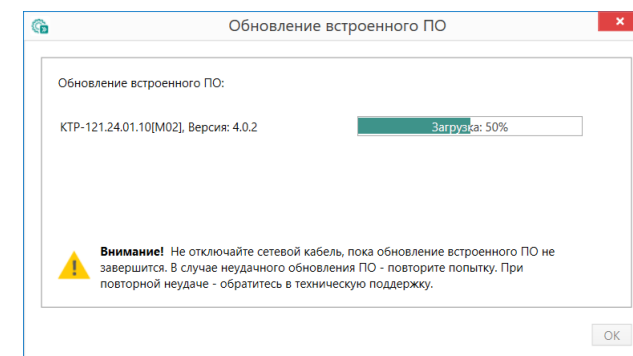 Обновление встроенного ПО
Обновление встроенного ПО:
КТР-121.24.01.10[М02], Версия: 4.0.2
Загрузка: 50%
Внимание! Не отключайте сетевой кабель, пока обновление встроенного ПО не
завершится. В случае неудачного обновления ПО - повторите попытку. При
повторной неудаче - обратитесь в техническую поддержку.
ОК